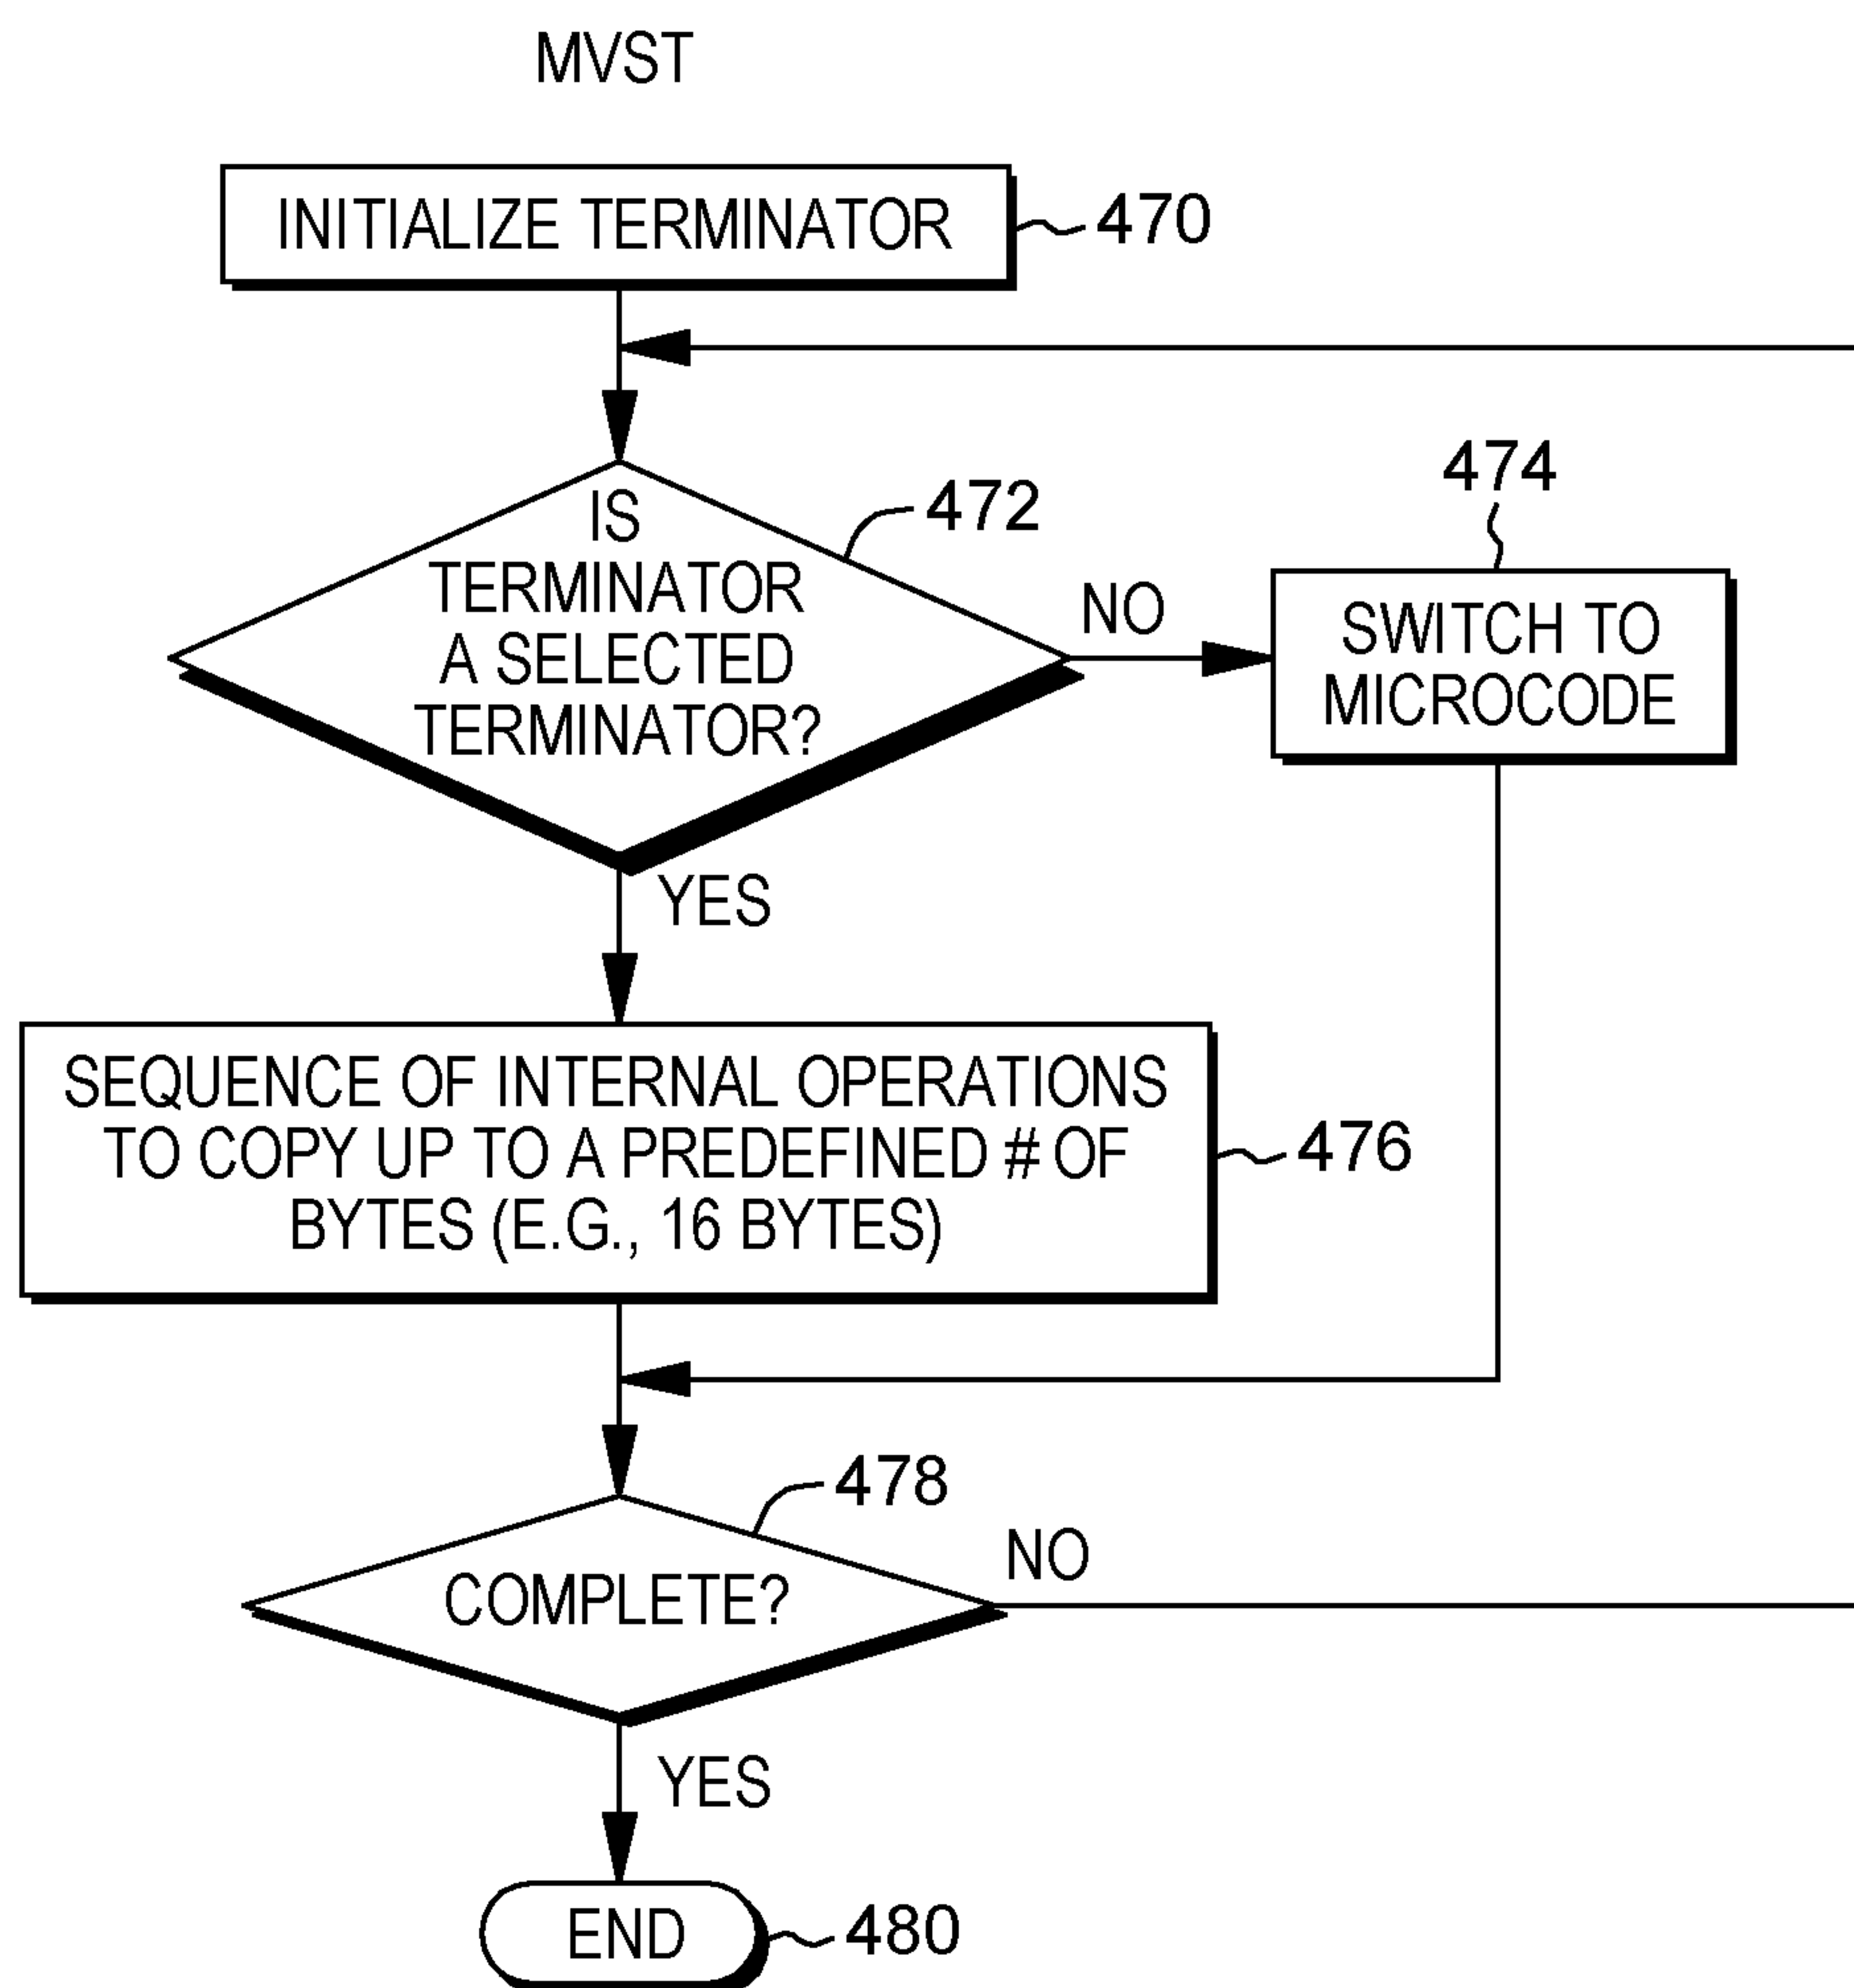 MVST
INITIALIZE TERMINATOR
470
472
IS
TERMINATOR
A SELECTED
TERMINATOR?
NO
474
SWITCH TO
MICROCODE
YES
SEQUENCE OF INTERNAL OPERATIONS
TO COPY UP TO A PREDEFINED # OF
BYTES (E.G., 16 BYTES)
476
478
COMPLETE?
NO
YES
END
480